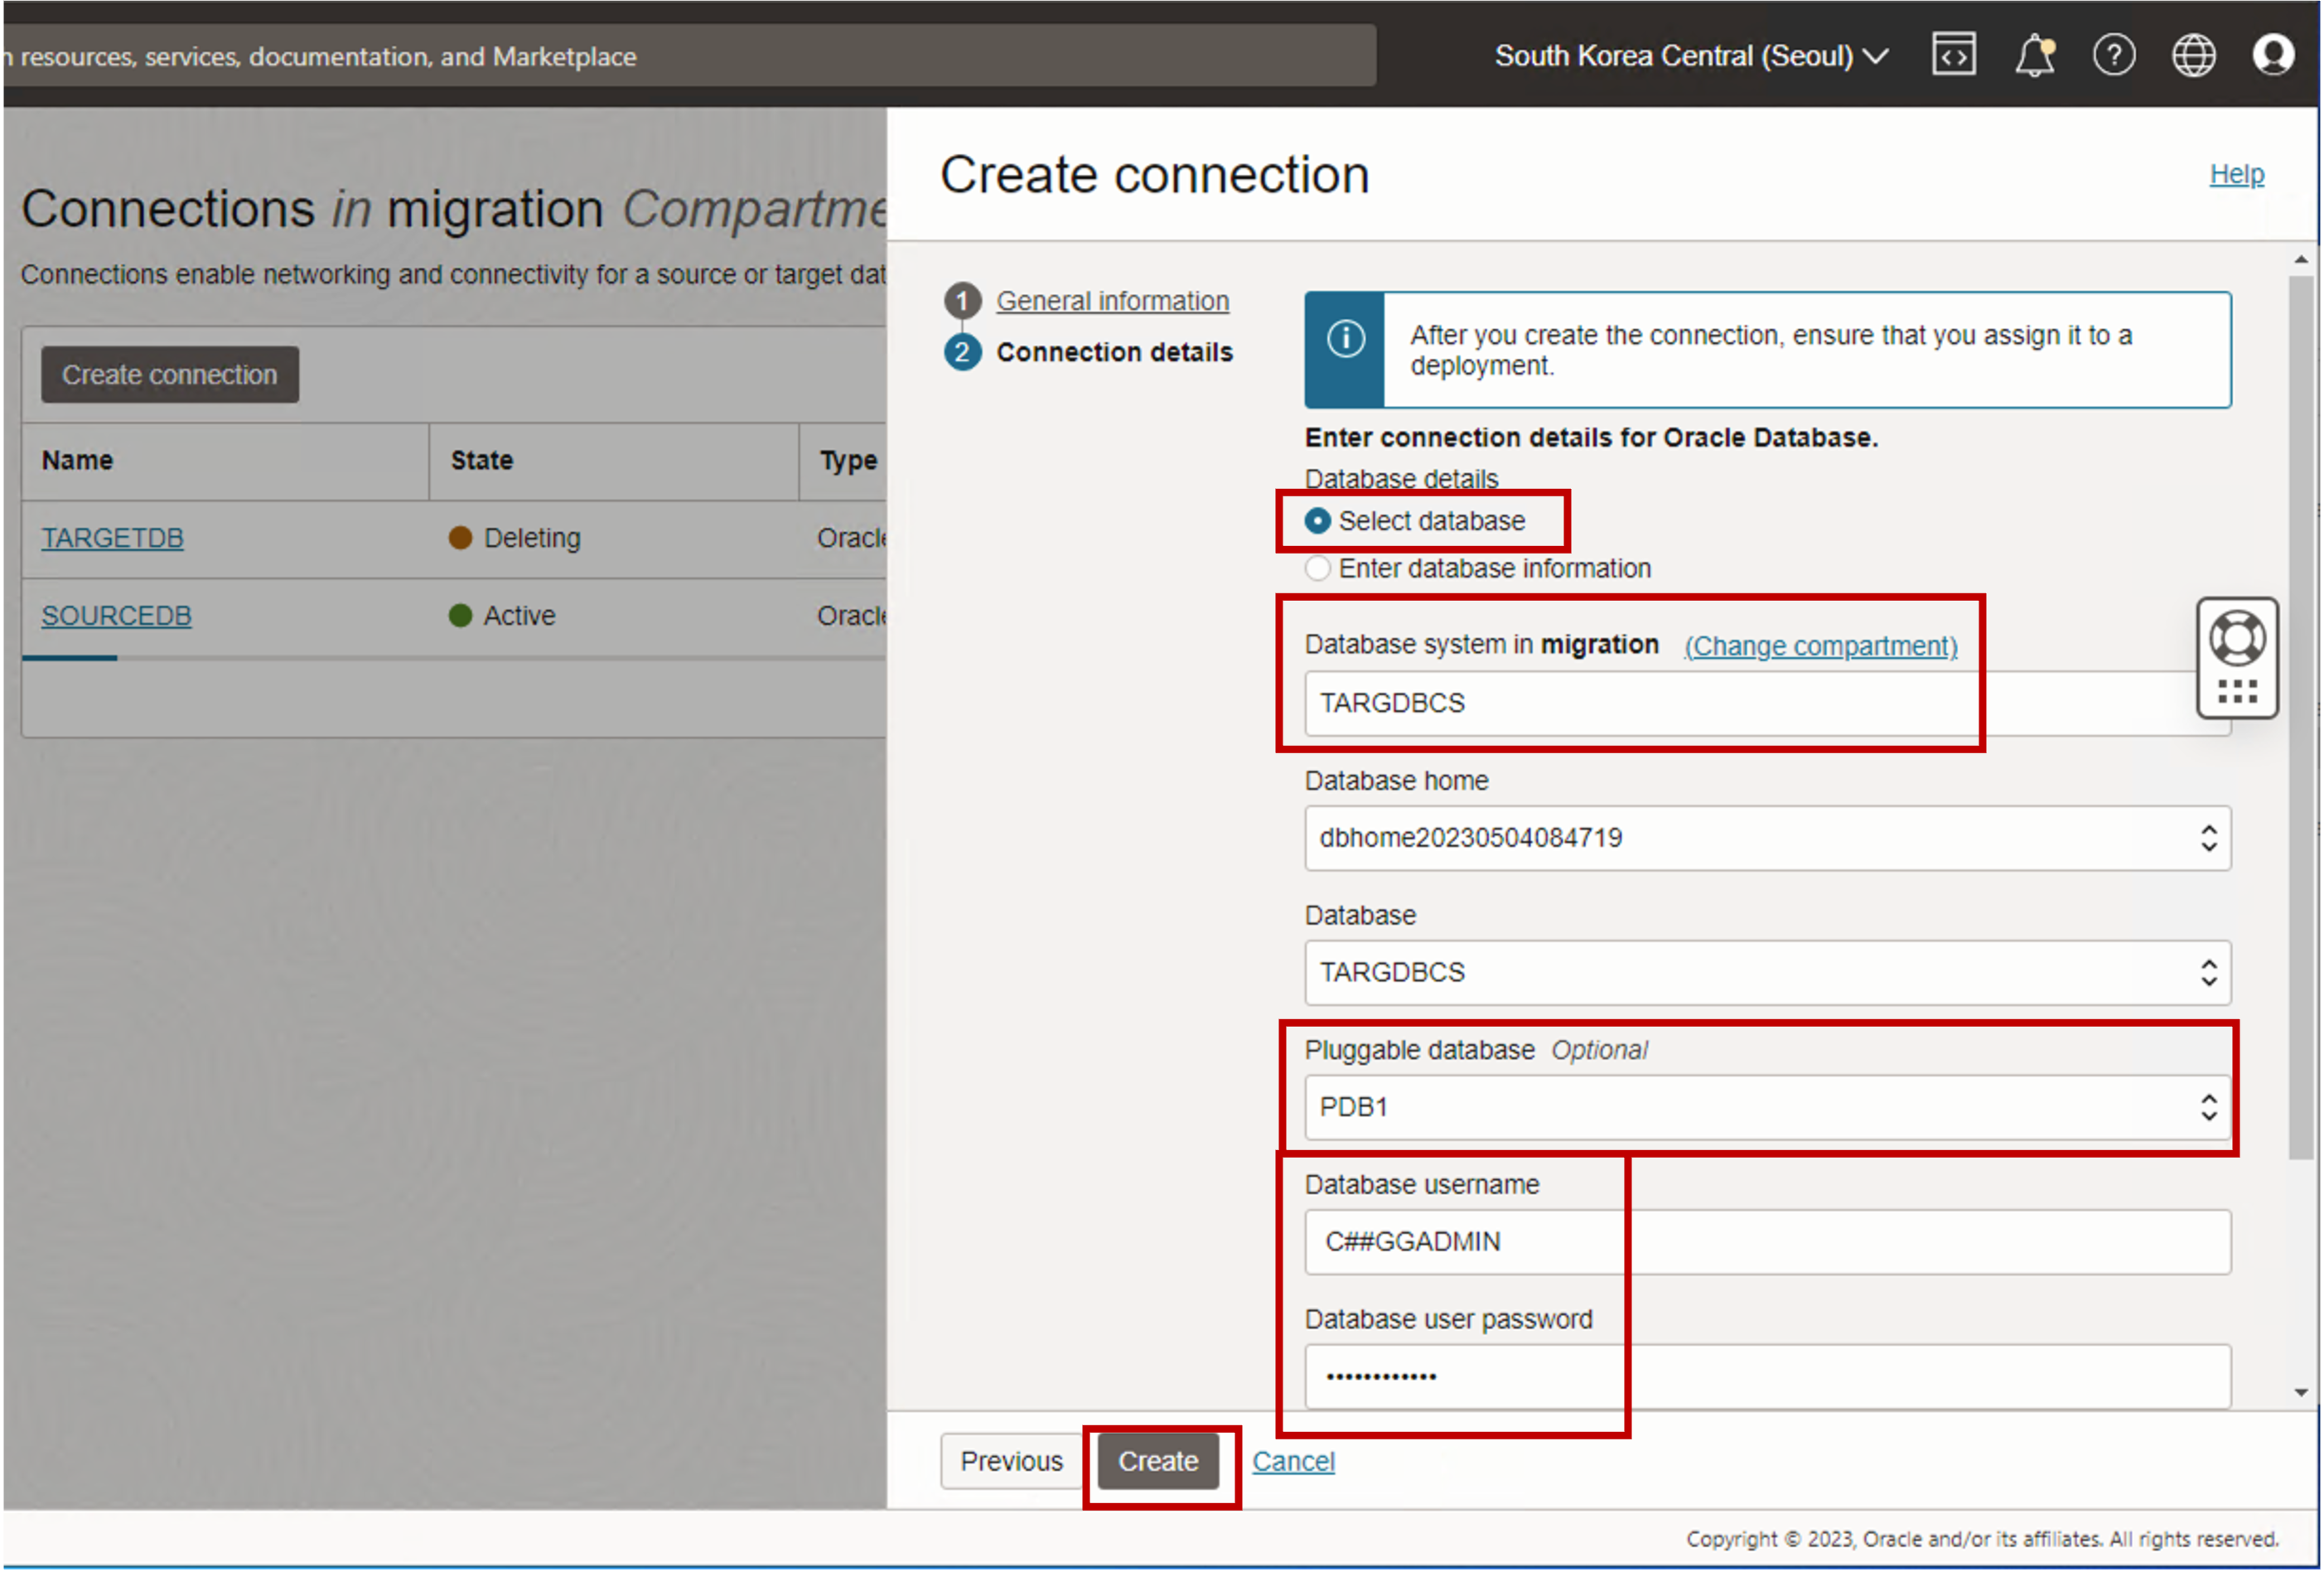 resources, services, documentation, and Marketplace
South Korea Central (Seoul)
Connections in migration
Connections enable networking and connectivity for a source or target
Create connection
Name State Type
TARGETDB Deleting
SOURCEDB Active
Create connection
Help
1 General information
2 Connection details
After you create the connection, ensure that you assign it to a
deployment.
Enter connection details for Oracle Database.
Database details
Select database
Enter database information
Database system in migration (Change compartment)
TARGDBCS
Database home
dbhome20230504084719
Database
TARGDBCS
Pluggable database Optional
PDB1
Database username
C##GGADMIN
Database user password
••••••••••••
Previous Create Cancel
Copyright © 2023, Oracle and/or its affiliates. All rights reserved.